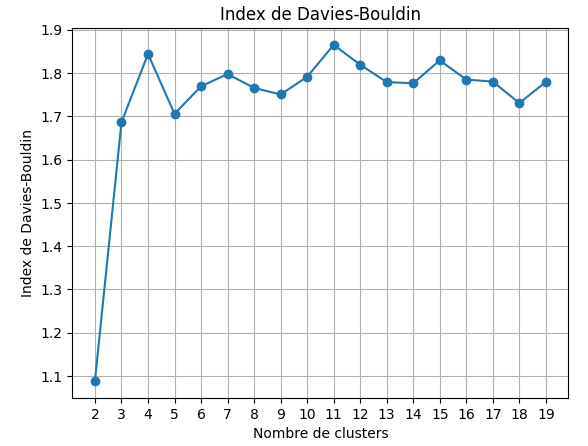 Index de Davies-Bouldin
Index de Davies-Bouldin
1.9
1.8
1.7
1.6
1.5
1.4
1.3
1.2
1.1
2 3 4 5 6 7 8 9 10 11 12 13 14 15 16 17 18 19
Nombre de clusters